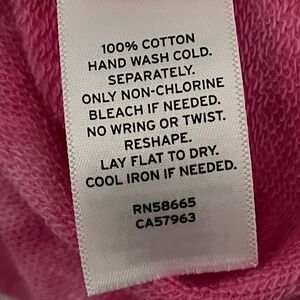 100% COTTON
HAND WASH COLD.
SEPARATELY.
ONLY NON-CHLORINE
BLEACH IF NEEDED.
NO WRING OR TWIST.
RESHAPE.
LAY FLAT TO DRY.
COOL IRON IF NEEDED.
RN58665
CA57963